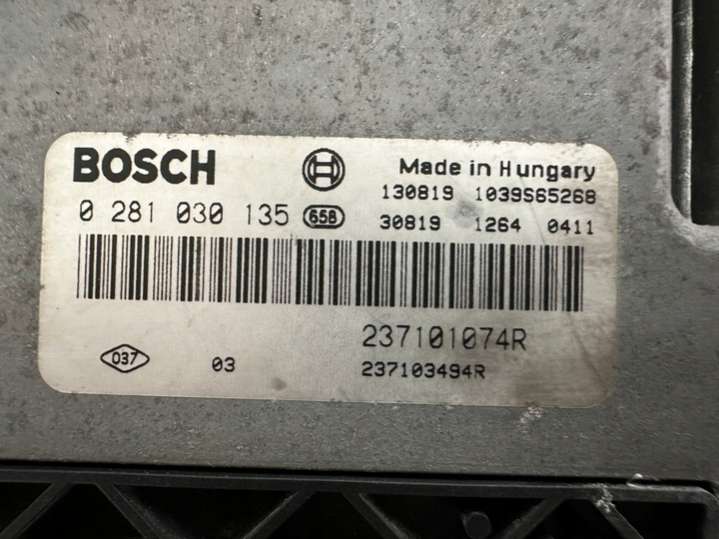 BOSCH
Made in Hungary
130819 1039S65268
0 281 030 135 658 30819 1264 0411
237101074R
037 03 237103494R